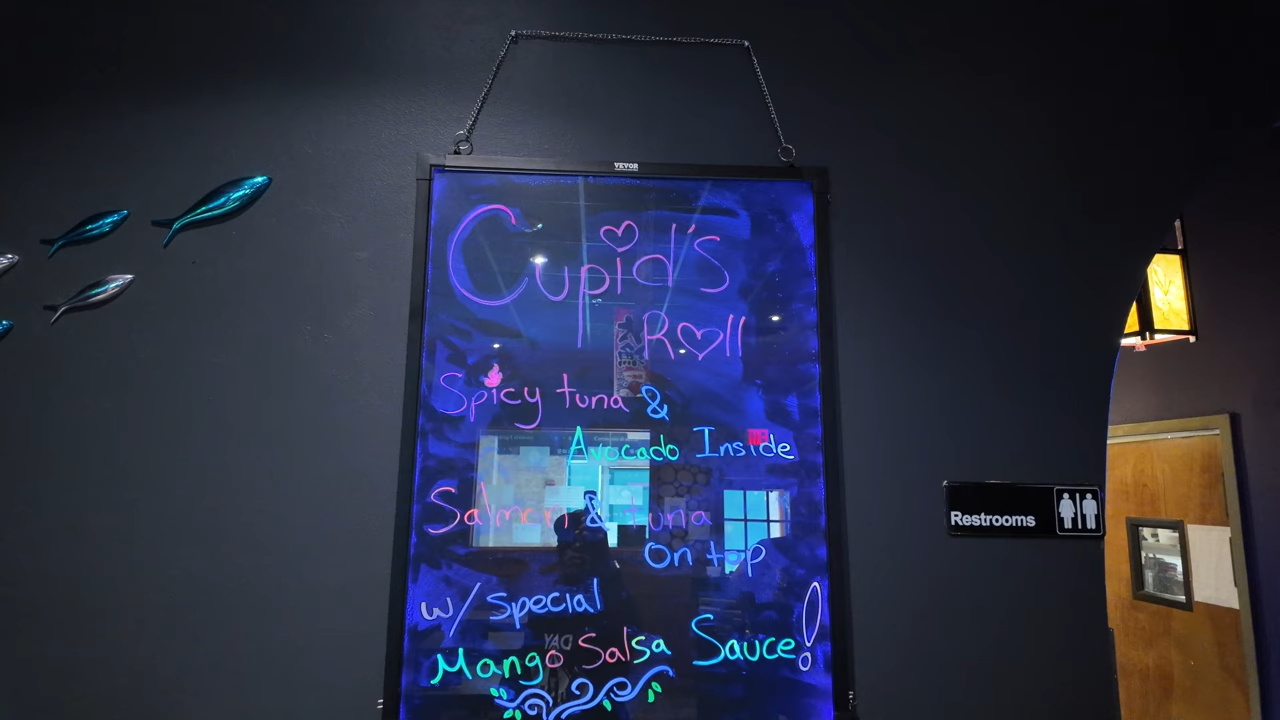 VEVOR
Cupid's
Roll
Spicy tuna &
Avocado Inside
Salmon & Tuna
On top
w/ special
Mango Salsa Sauce!
Restrooms